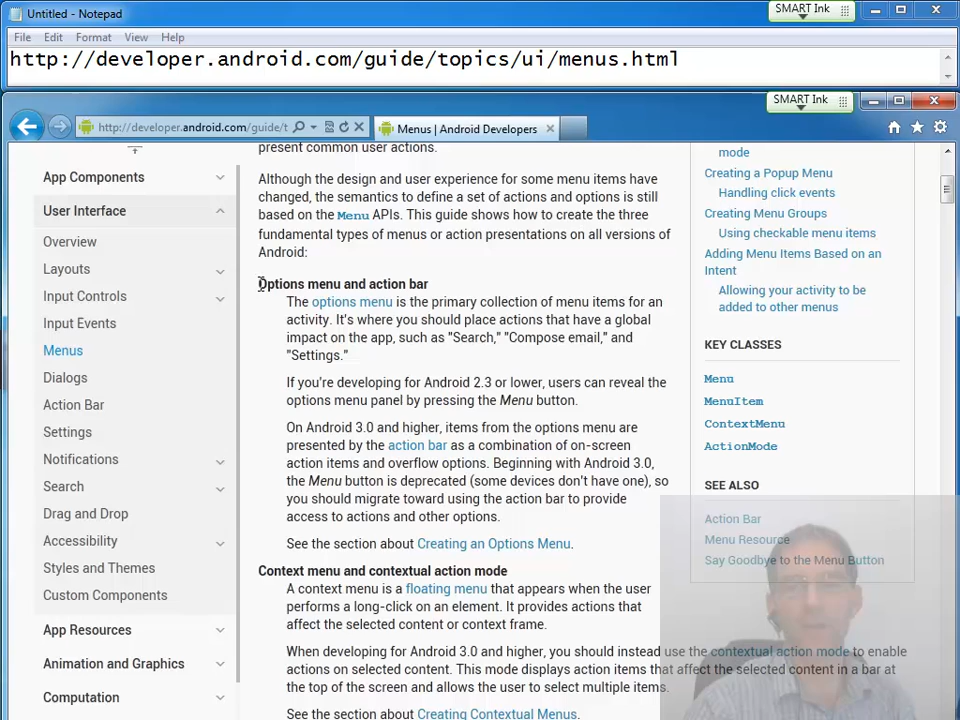 Untitled - Notepad
SMART Ink
File Edit Format View Help
http://developer.android.com/guide/topics/ui/menus.html
SMART Ink
http://developer.android.com/guide/t
Menus | Android Developers
App Components
User Interface
Overview
Layouts
Input Controls
Input Events
Menus
Dialogs
Action Bar
Settings
Notifications
Search
Drag and Drop
Accessibility
Styles and Themes
Custom Components
App Resources
Animation and Graphics
Computation
present common user actions.
Although the design and user experience for some menu items have
changed, the semantics to define a set of actions and options is still
based on the Menu APIs. This guide shows how to create the three
fundamental types of menus or action presentations on all versions of
Android:
Options menu and action bar
The options menu is the primary collection of menu items for an
activity. It's where you should place actions that have a global
impact on the app, such as "Search," "Compose email," and
"Settings."
If you're developing for Android 2.3 or lower, users can reveal the
options menu panel by pressing the Menu button.
On Android 3.0 and higher, items from the options menu are
presented by the action bar as a combination of on-screen
action items and overflow options. Beginning with Android 3.0,
the Menu button is deprecated (some devices don't have one), so
you should migrate toward using the action bar to provide
access to actions and other options.
See the section about Creating an Options Menu.
Context menu and contextual action mode
A context menu is a floating menu that appears when the user
performs a long-click on an element. It provides actions that
affect the selected content or context frame.
When developing for Android 3.0 and higher, you should instead use the contextual action mode to enable
actions on selected content. This mode displays action items that affect the selected content in a bar at
the top of the screen and allows the user to select multiple items.
See the section about Creating Contextual Menus.
mode
Creating a Popup Menu
Handling click events
Creating Menu Groups
Using checkable menu items
Adding Menu Items Based on an
Intent
Allowing your activity to be
added to other menus
KEY CLASSES
Menu
MenuItem
ContextMenu
ActionMode
SEE ALSO
Action Bar
Menu Resource
Say Goodbye to the Menu Button